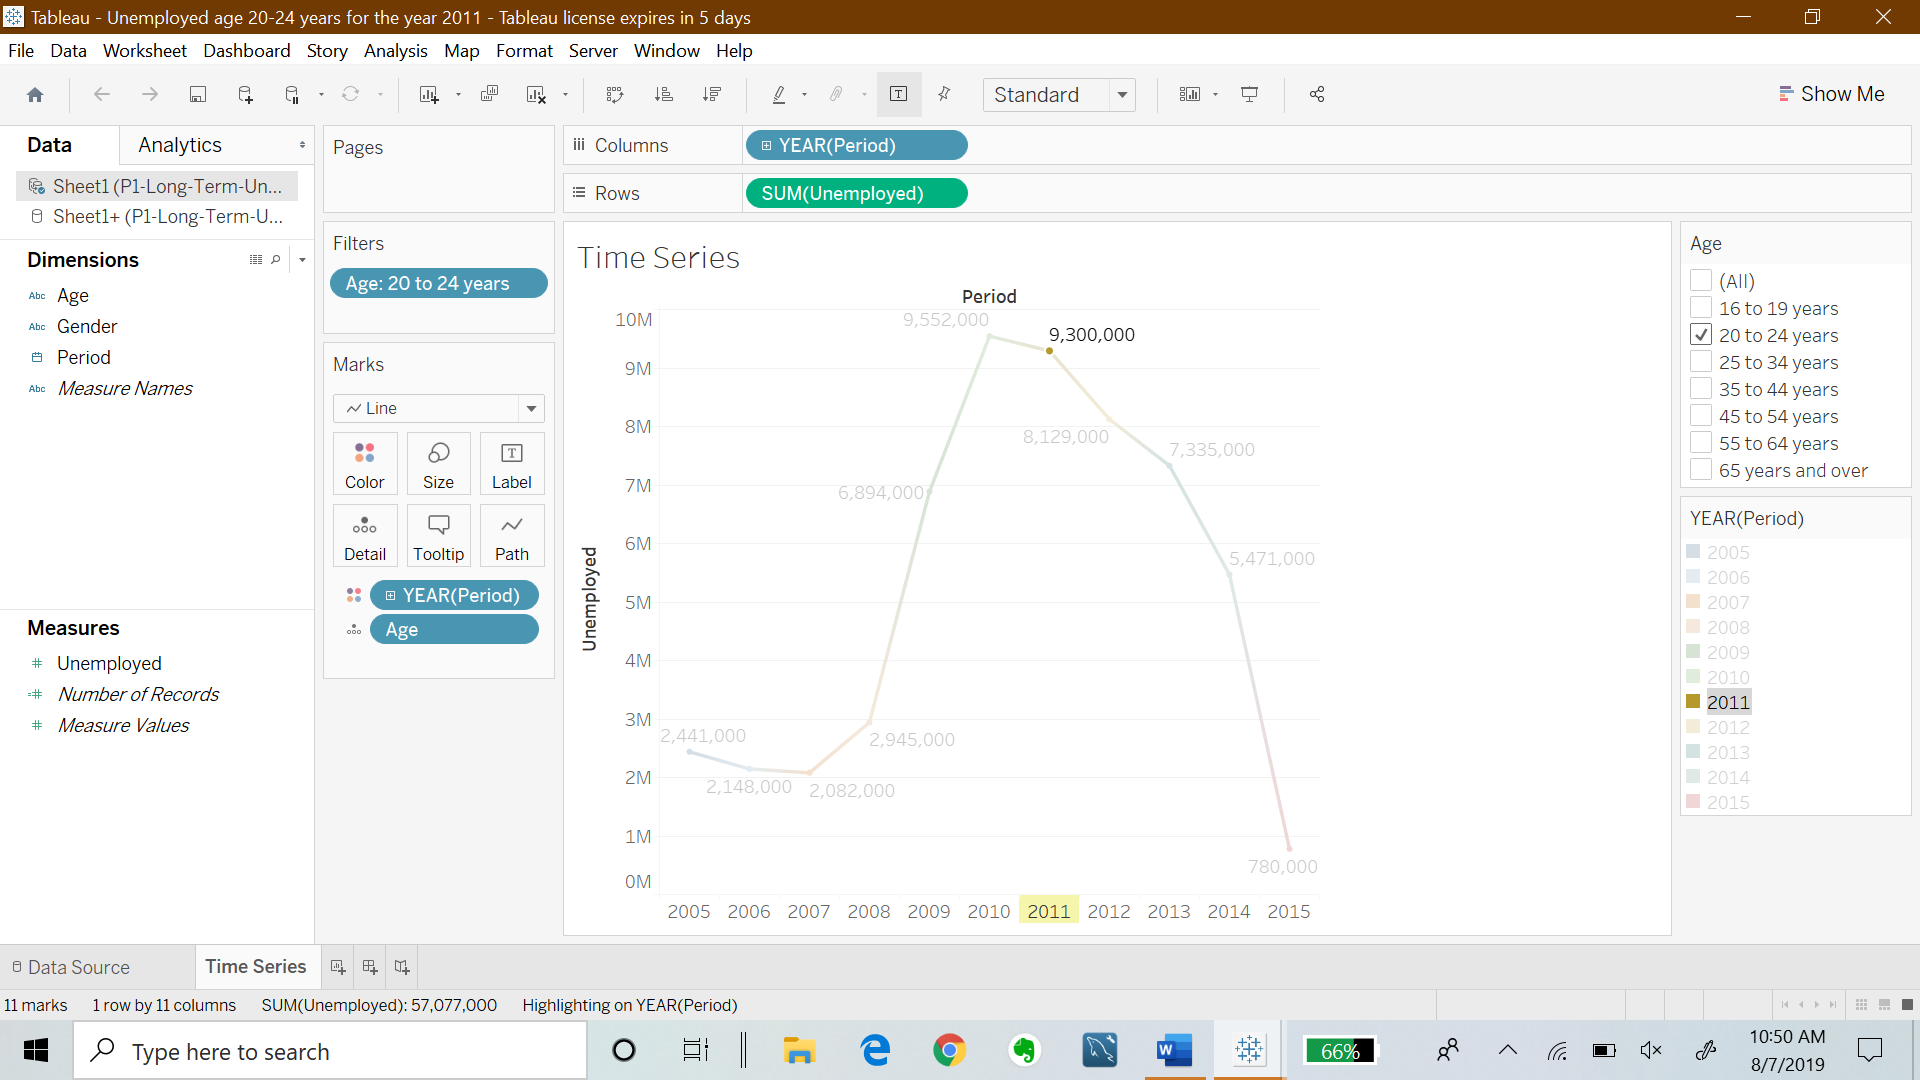 Tableau - Unemployed age 20-24 years for the year 2011 - Tableau license expires in 5 days
File Data Worksheet Dashboard Story Analysis Map Format Server Window Help
Standard
Show Me
Data
Analytics
Sheet1 (P1-Long-Term-Un...
Sheet1+ (P1-Long-Term-U...
Dimensions
Abc Age
Abc Gender
Period
Abc Measure Names
Measures
Unemployed
Number of Records
Measure Values
Pages
Filters
Age: 20 to 24 years
Marks
Line
Color
Size
Label
Detail
Tooltip
Path
YEAR(Period)
Age
Columns
YEAR(Period)
Rows
SUM(Unemployed)
Time Series
Period
Unemployed
10M
9M
8M
7M
6M
5M
4M
3M
2M
1M
0M
2,441,000
2,148,000
2,082,000
2,945,000
6,894,000
9,552,000
9,300,000
8,129,000
7,335,000
5,471,000
780,000
2005 2006 2007 2008 2009 2010 2011 2012 2013 2014 2015
Age
(All)
16 to 19 years
20 to 24 years
25 to 34 years
35 to 44 years
45 to 54 years
55 to 64 years
65 years and over
YEAR(Period)
2005
2006
2007
2008
2009
2010
2011
2012
2013
2014
2015
Data Source
Time Series
11 marks 1 row by 11 columns SUM(Unemployed): 57,077,000 Highlighting on YEAR(Period)
Type here to search
66%
10:50 AM
8/7/2019